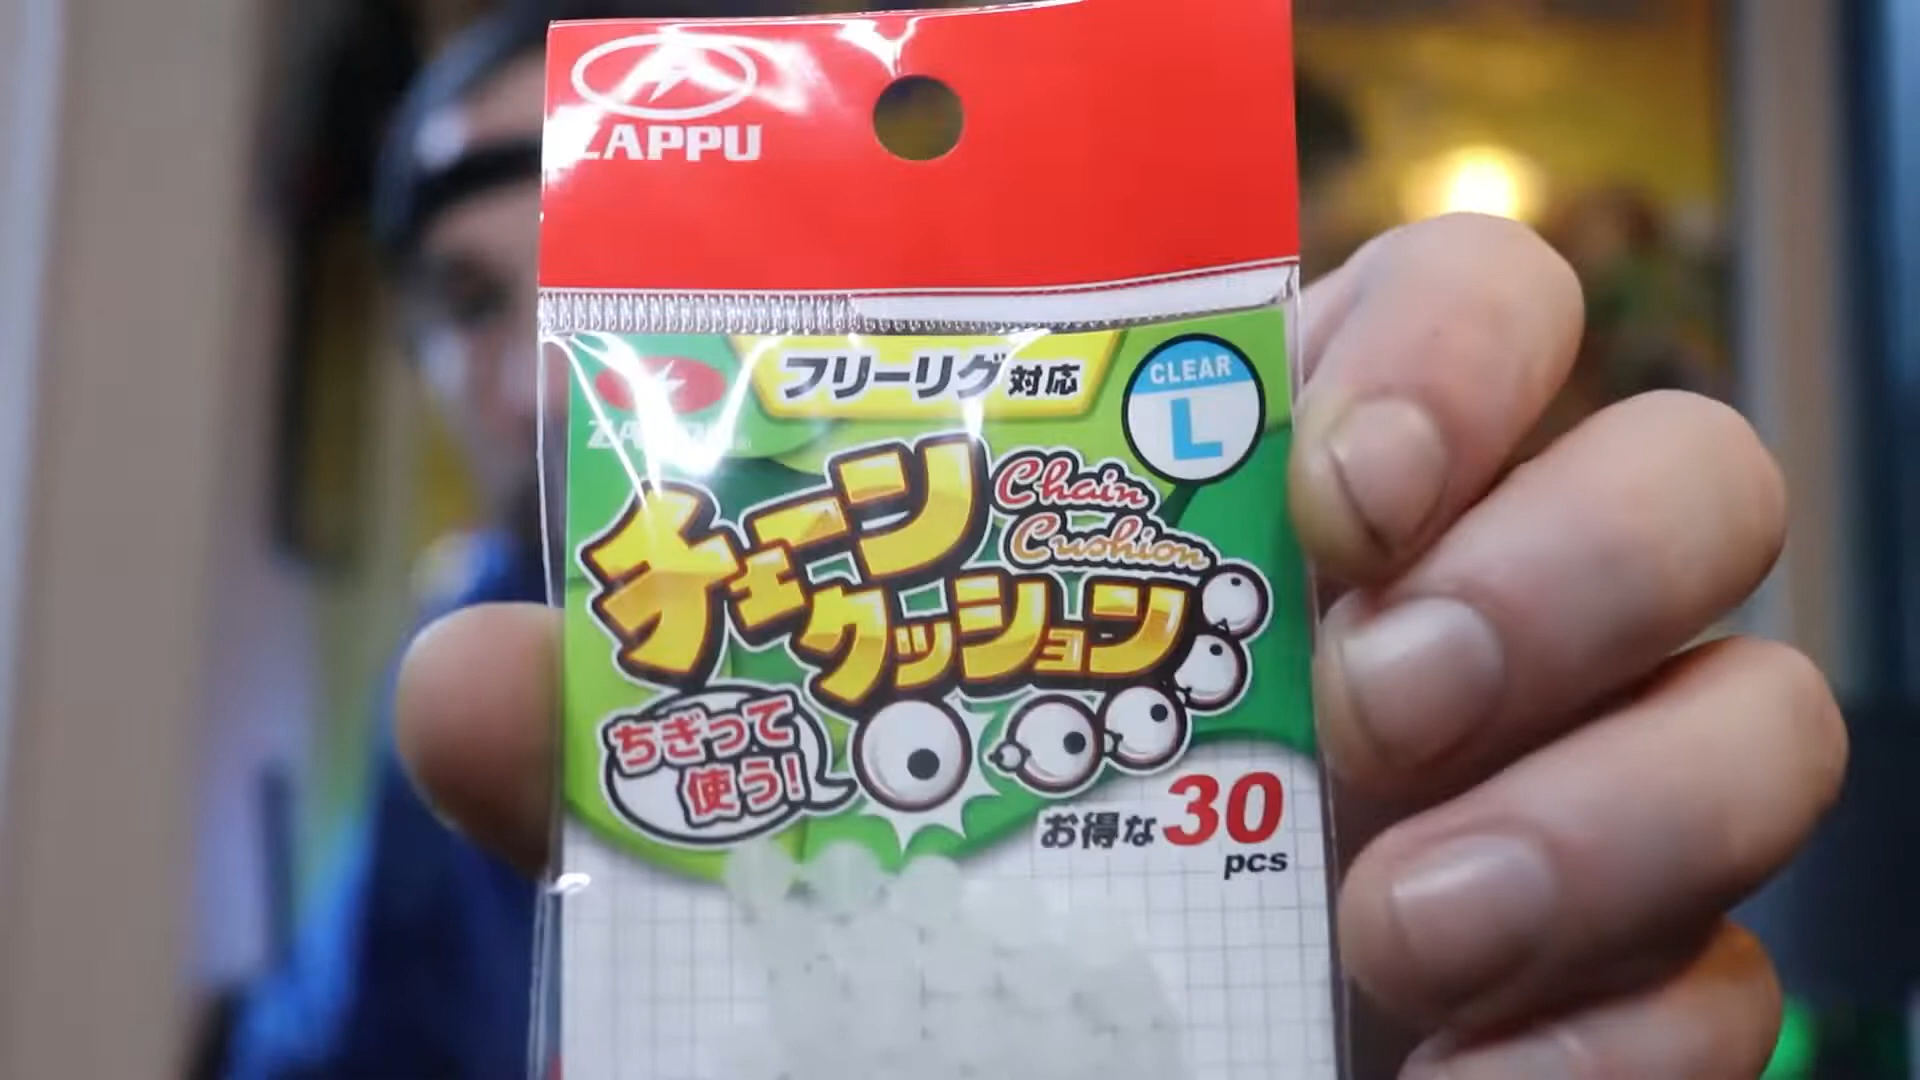 ZAPPU
フリーリグ対応
CLEAR
L
チェーン
クッション
Chain
Cushion
ちぎって
使う!
お得な30
pcs